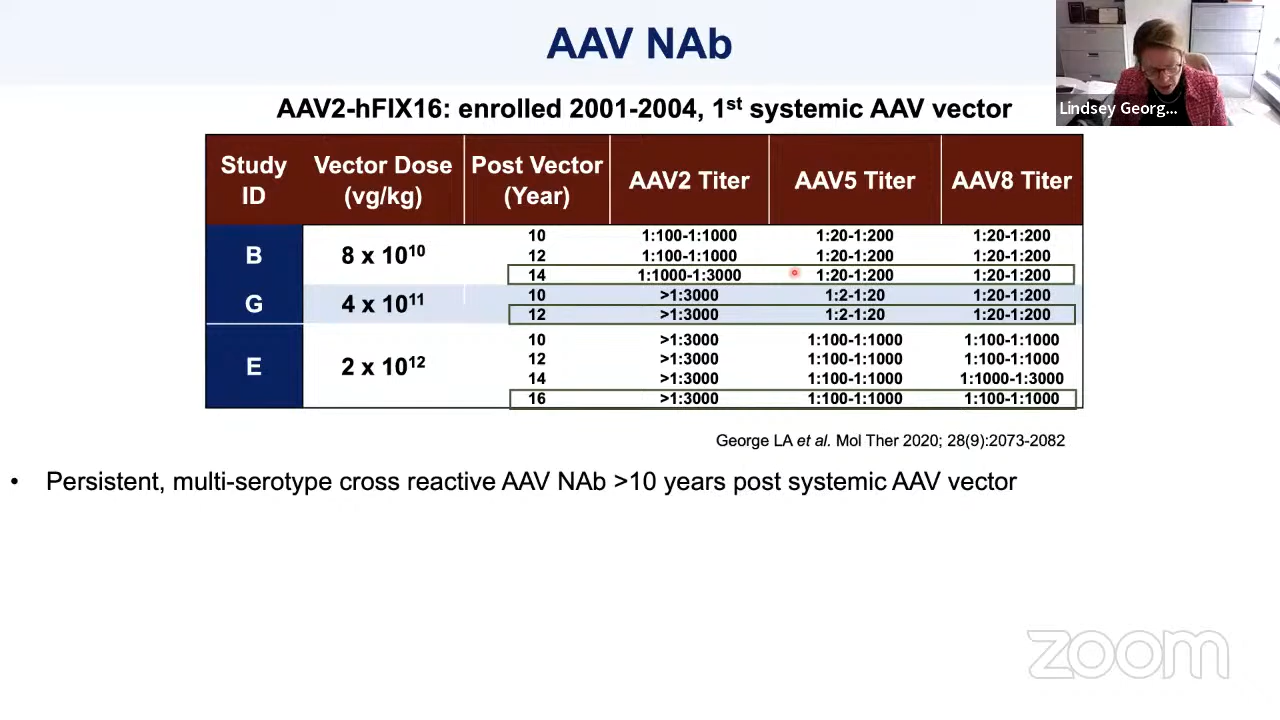 AAV NAb
Lindsey Georg...
AAV2-hFIX16: enrolled 2001-2004, 1st systemic AAV vector
Study ID Vector Dose (vg/kg) Post Vector (Year) AAV2 Titer AAV5 Titer AAV8 Titer
B 8 x 10¹⁰ 10 1:100-1:1000 1:20-1:200 1:20-1:200
12 1:100-1:1000 1:20-1:200 1:20-1:200
14 1:1000-1:3000 1:20-1:200 1:20-1:200
G 4 x 10¹¹ 10 >1:3000 1:2-1:20 1:20-1:200
12 >1:3000 1:2-1:20 1:20-1:200
E 2 x 10¹² 10 >1:3000 1:100-1:1000 1:100-1:1000
12 >1:3000 1:100-1:1000 1:100-1:1000
14 >1:3000 1:100-1:1000 1:1000-1:3000
16 >1:3000 1:100-1:1000 1:100-1:1000
George LA et al. Mol Ther 2020; 28(9):2073-2082
• Persistent, multi-serotype cross reactive AAV NAb >10 years post systemic AAV vector
zoom